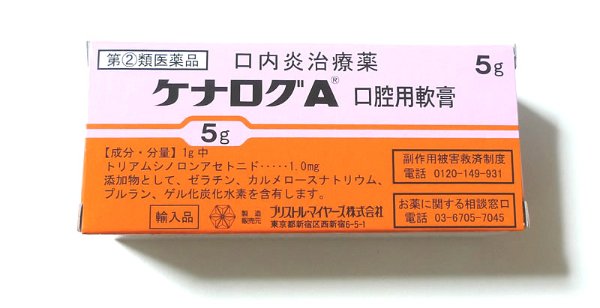 第②類医薬品
口内炎治療薬
5g
ケナログA® 口腔用軟膏
5g
【成分・分量】1g中
トリアムシノロンアセトニド‥‥‥1.0mg
添加物として、ゼラチン、カルメロースナトリウム、
プルラン、ゲル化炭化水素を含有します。
副作用被害救済制度
電話 0120-149-931
お薬に関する相談窓口
電話 03-6705-7045
輸入品
製造販売元 ブリストル・マイヤーズ株式会社
東京都新宿区西新宿6-5-1